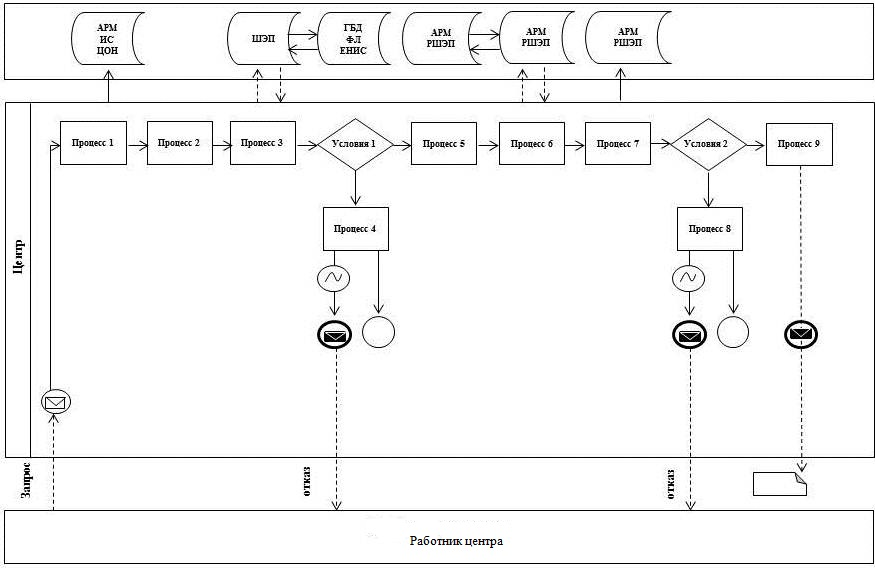 АРМ
ИС
ЦОН
ШЭП
ГБД
ФЛ
ЕНИС
АРМ
РШЭП
АРМ
РШЭП
АРМ
РШЭП
Центр
Процесс 1
Процесс 2
Процесс 3
Условия 1
Процесс 5
Процесс 6
Процесс 7
Условия 2
Процесс 9
Процесс 4
Процесс 8
Запрос
отказ
отказ
Работник центра